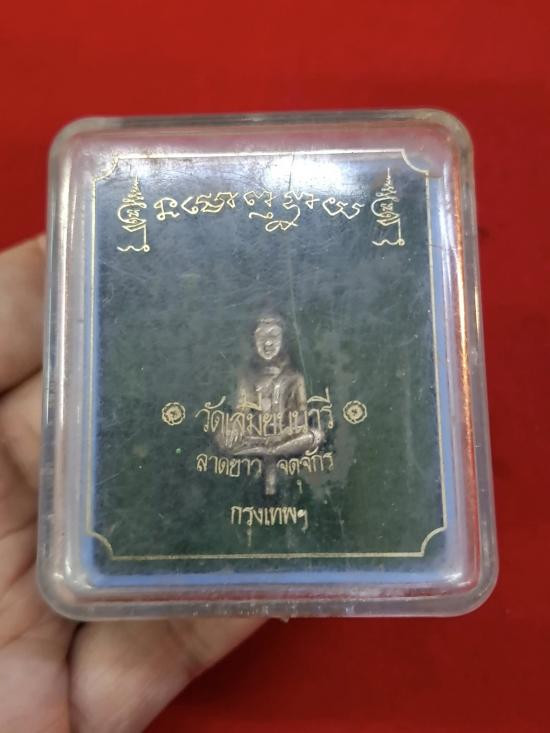 วัดเสมียนนารี
ลาดยาว จตุจักร
กรุงเทพฯ